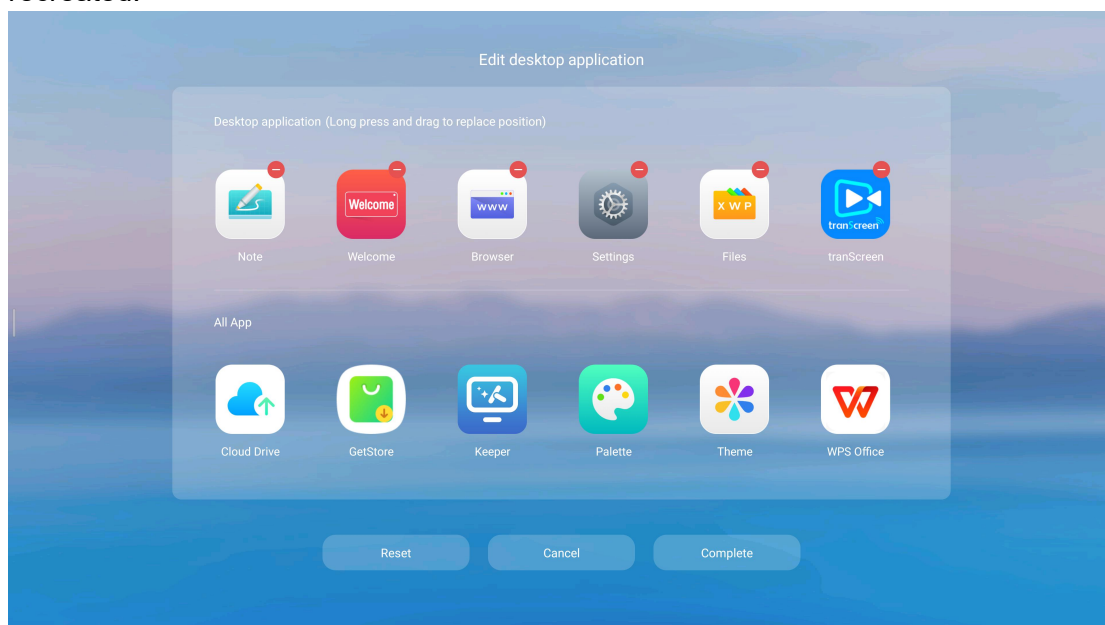 Edit desktop application
Desktop application (Long press and drag to replace position)
Welcome
www
X W P
tranScreen
Note Welcome Browser Settings Files tranScreen
All App
Cloud Drive GetStore Keeper Palette Theme WPS Office
Reset Cancel Complete